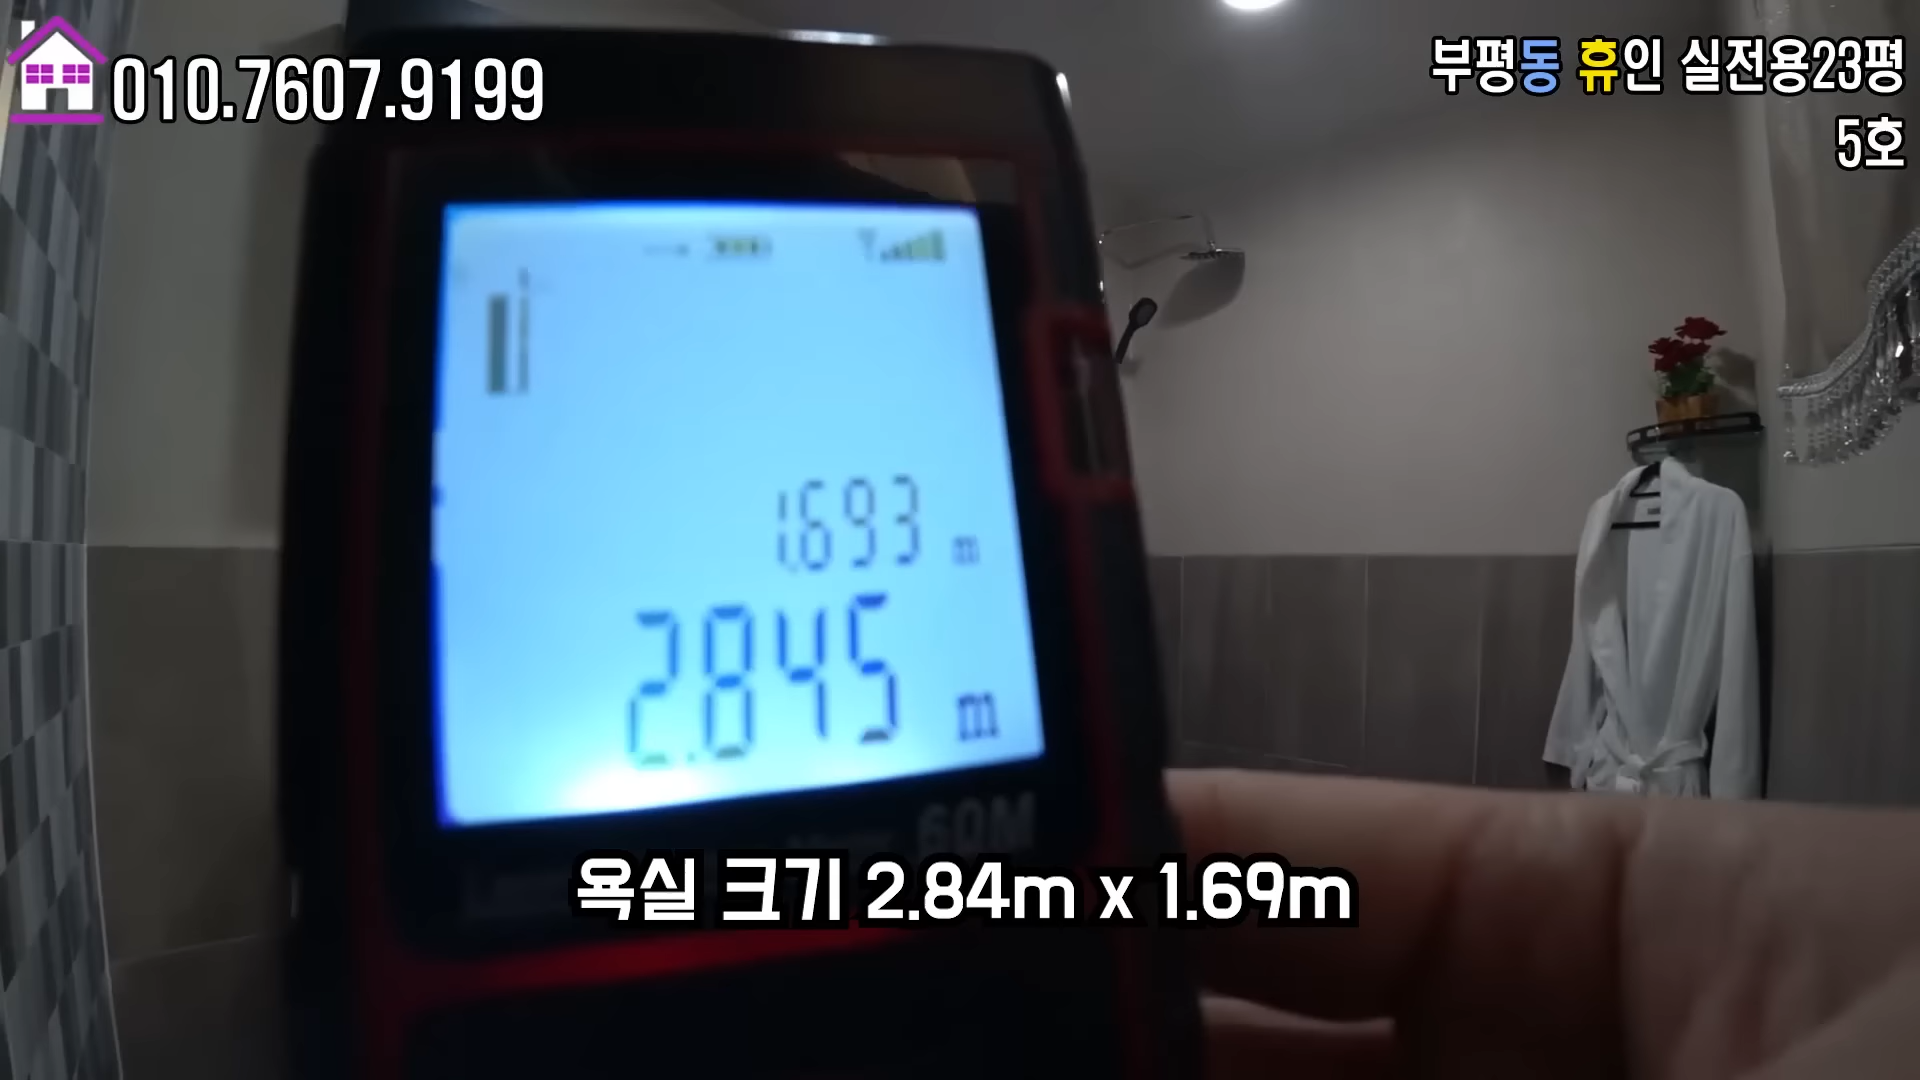 010.7607.9199
부평동 휴인 실전용23평
5호
1.693 m
2.845 m
60M
욕실 크기 2.84m x 1.69m